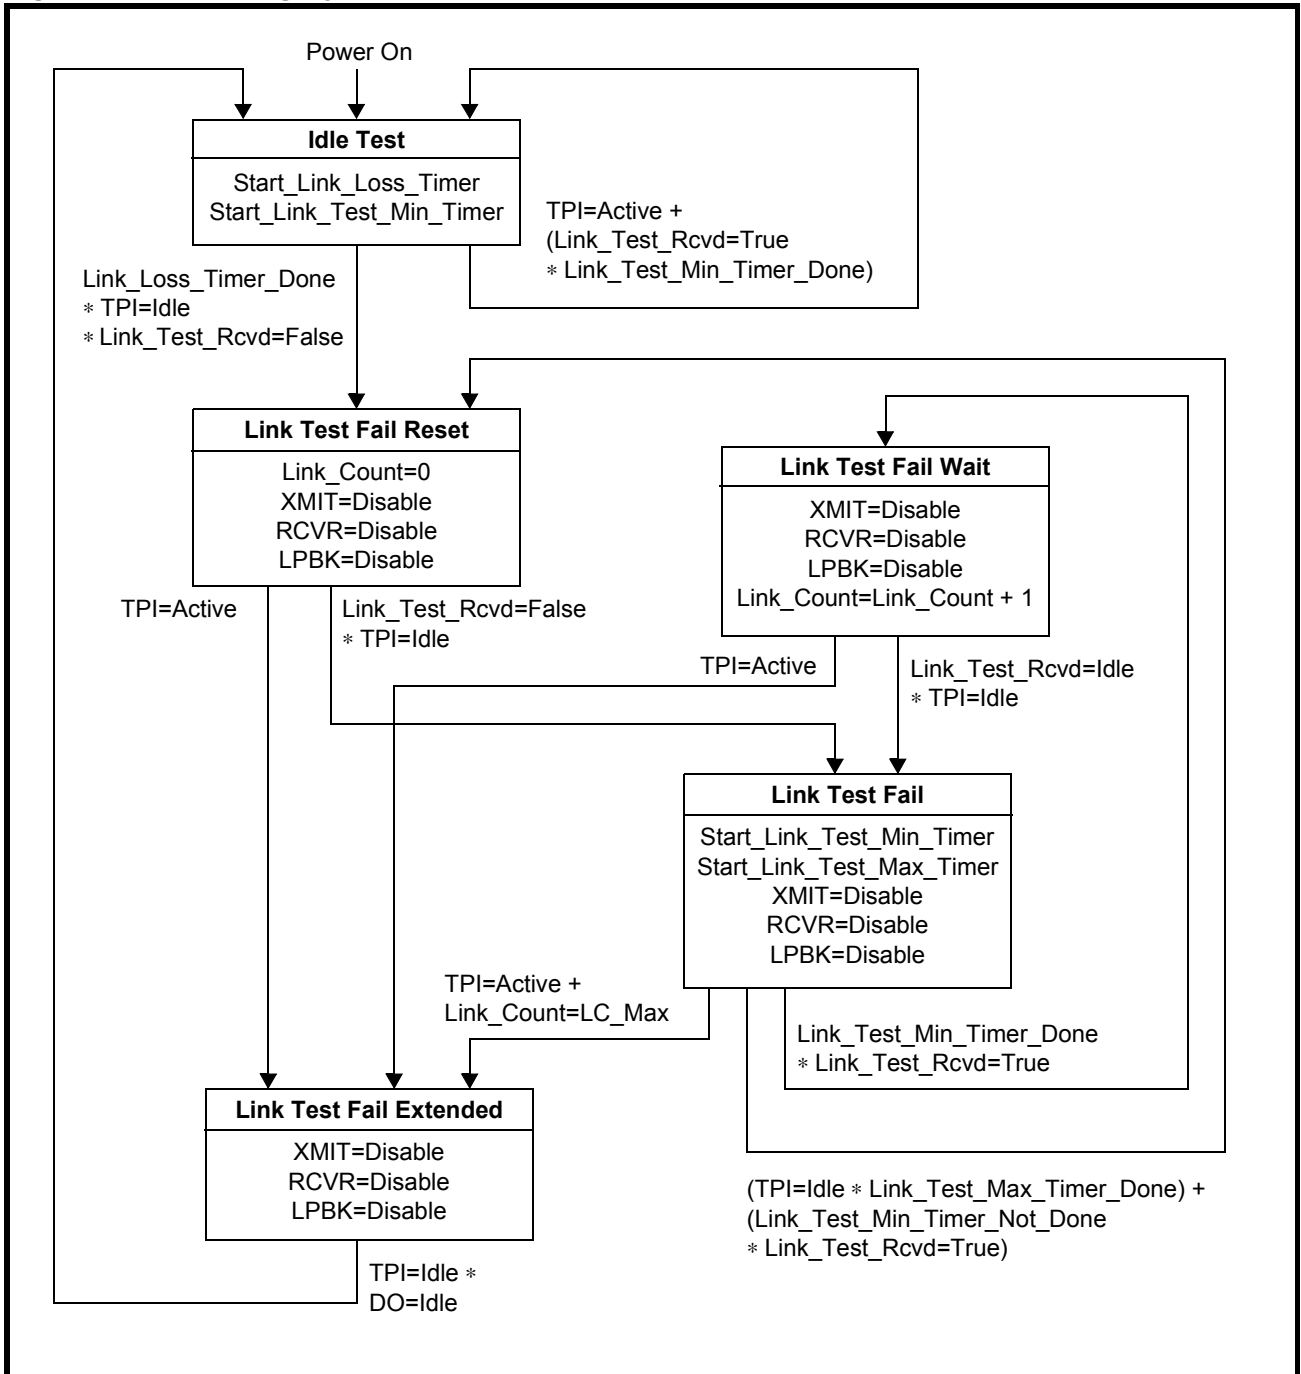 Power On
Idle Test
Start_Link_Loss_Timer
Start_Link_Test_Min_Timer
TPI=Active +
(Link_Test_Rcvd=True
* Link_Test_Min_Timer_Done)
Link_Loss_Timer_Done
* TPI=Idle
* Link_Test_Rcvd=False
Link Test Fail Reset
Link_Count=0
XMIT=Disable
RCVR=Disable
LPBK=Disable
Link Test Fail Wait
XMIT=Disable
RCVR=Disable
LPBK=Disable
Link_Count=Link_Count + 1
TPI=Active
Link_Test_Rcvd=False
* TPI=Idle
TPI=Active
Link_Test_Rcvd=Idle
* TPI=Idle
Link Test Fail
Start_Link_Test_Min_Timer
Start_Link_Test_Max_Timer
XMIT=Disable
RCVR=Disable
LPBK=Disable
TPI=Active +
Link_Count=LC_Max
Link_Test_Min_Timer_Done
* Link_Test_Rcvd=True
Link Test Fail Extended
XMIT=Disable
RCVR=Disable
LPBK=Disable
(TPI=Idle * Link_Test_Max_Timer_Done) +
(Link_Test_Min_Timer_Not_Done
* Link_Test_Rcvd=True)
TPI=Idle *
DO=Idle